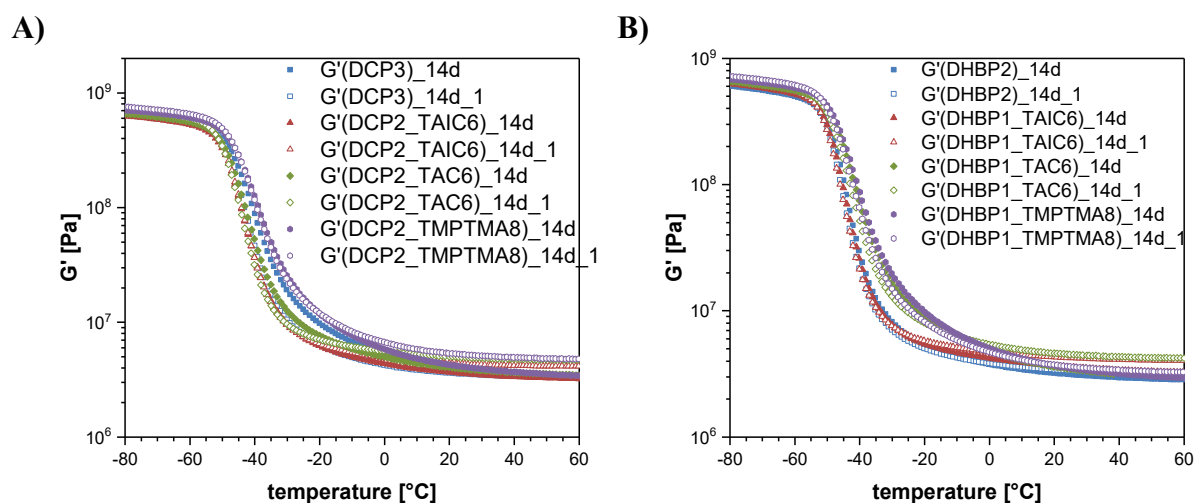 A)
G'(DCP3)_14d
G'(DCP3)_14d_1
G'(DCP2_TAIC6)_14d
G'(DCP2_TAIC6)_14d_1
G'(DCP2_TAC6)_14d
G'(DCP2_TAC6)_14d_1
G'(DCP2_TMPTMA8)_14d
G'(DCP2_TMPTMA8)_14d_1
10⁹
10⁸
10⁷
10⁶
G' [Pa]
-80 -60 -40 -20 0 20 40 60
temperature [°C]
B)
G'(DHBP2)_14d
G'(DHBP2)_14d_1
G'(DHBP1_TAIC6)_14d
G'(DHBP1_TAIC6)_14d_1
G'(DHBP1_TAC6)_14d
G'(DHBP1_TAC6)_14d_1
G'(DHBP1_TMPTMA8)_14d
G'(DHBP1_TMPTMA8)_14d_1
10⁹
10⁸
10⁷
10⁶
G' [Pa]
-80 -60 -40 -20 0 20 40 60
temperature [°C]